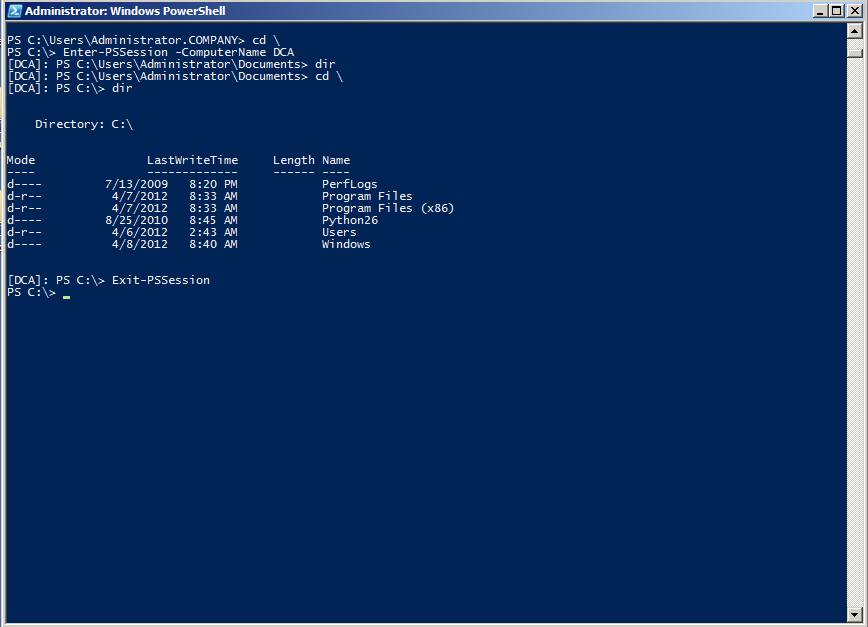 Administrator: Windows PowerShell
PS C:\Users\Administrator.COMPANY> cd \
PS C:\> Enter-PSSession -ComputerName DCA
[DCA]: PS C:\Users\Administrator\Documents> dir
[DCA]: PS C:\Users\Administrator\Documents> cd \
[DCA]: PS C:\> dir
Directory: C:\
Mode                LastWriteTime     Length Name
----                -------------     ------ ----
d----         7/13/2009   8:20 PM            PerfLogs
d-r--          4/7/2012   8:33 AM            Program Files
d-r--          4/7/2012   8:33 AM            Program Files (x86)
d----         8/25/2010   8:45 AM            Python26
d-r--          4/6/2012   2:43 AM            Users
d----          4/8/2012   8:40 AM            Windows
[DCA]: PS C:\> Exit-PSSession
PS C:\>